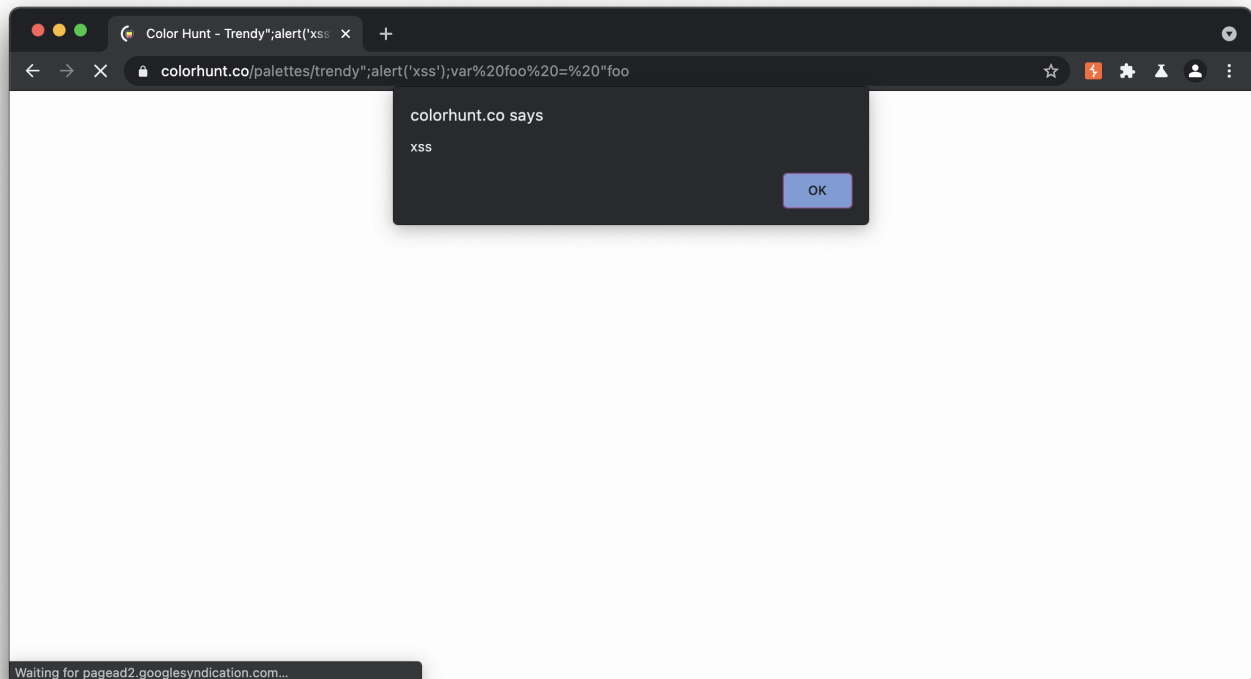 Color Hunt - Trendy";alert('xss
colorhunt.co/palettes/trendy";alert('xss');var%20foo%20=%20"foo
colorhunt.co says
xss
OK
Waiting for pagead2.googlesyndication.com...